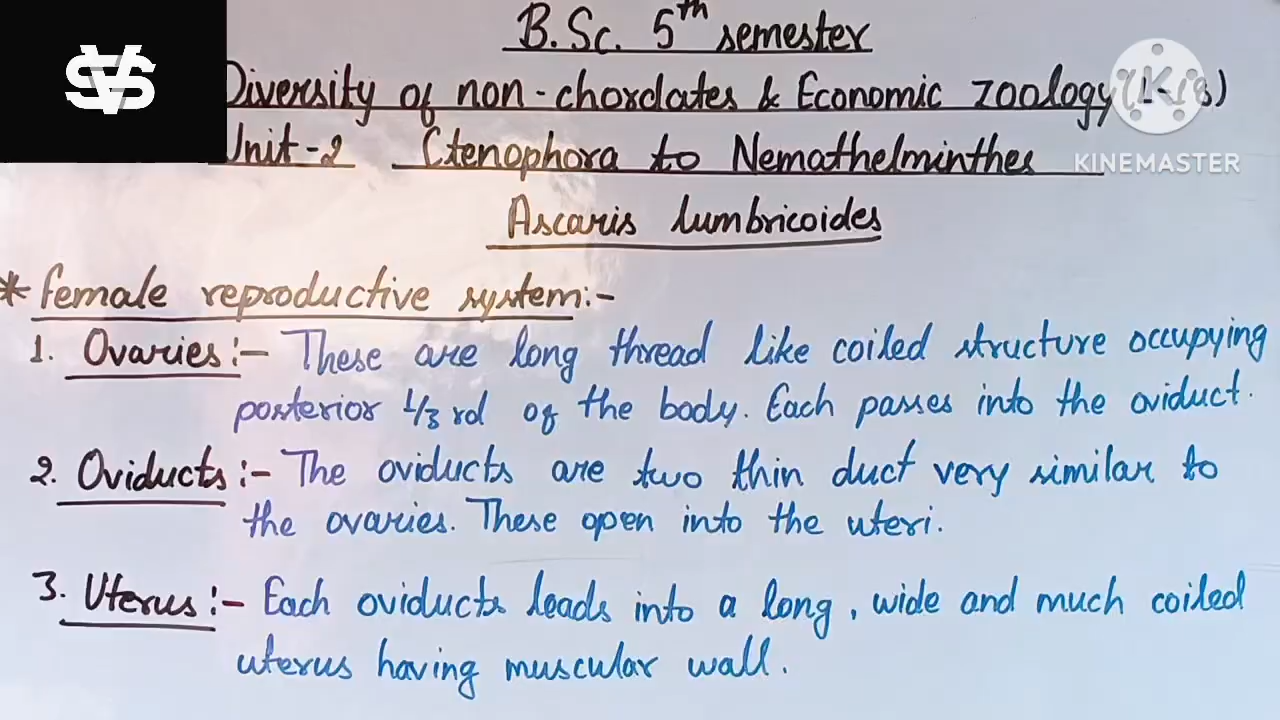 B.Sc. 5th semester
Diversity of non-chordates & Economic zoology
Unit-2 Ctenophora to Nemathelminthes
KINEMASTER
Ascaris lumbricoides
* female reproductive system:-
1. Ovaries:- These are long thread like coiled structure occupying
posterior 1/3 rd of the body. Each passes into the oviduct.
2. Oviducts:- The oviducts are two thin duct very similar to
the ovaries. These open into the uteri.
3. Uterus:- Each oviducts leads into a long, wide and much coiled
uterus having muscular wall.